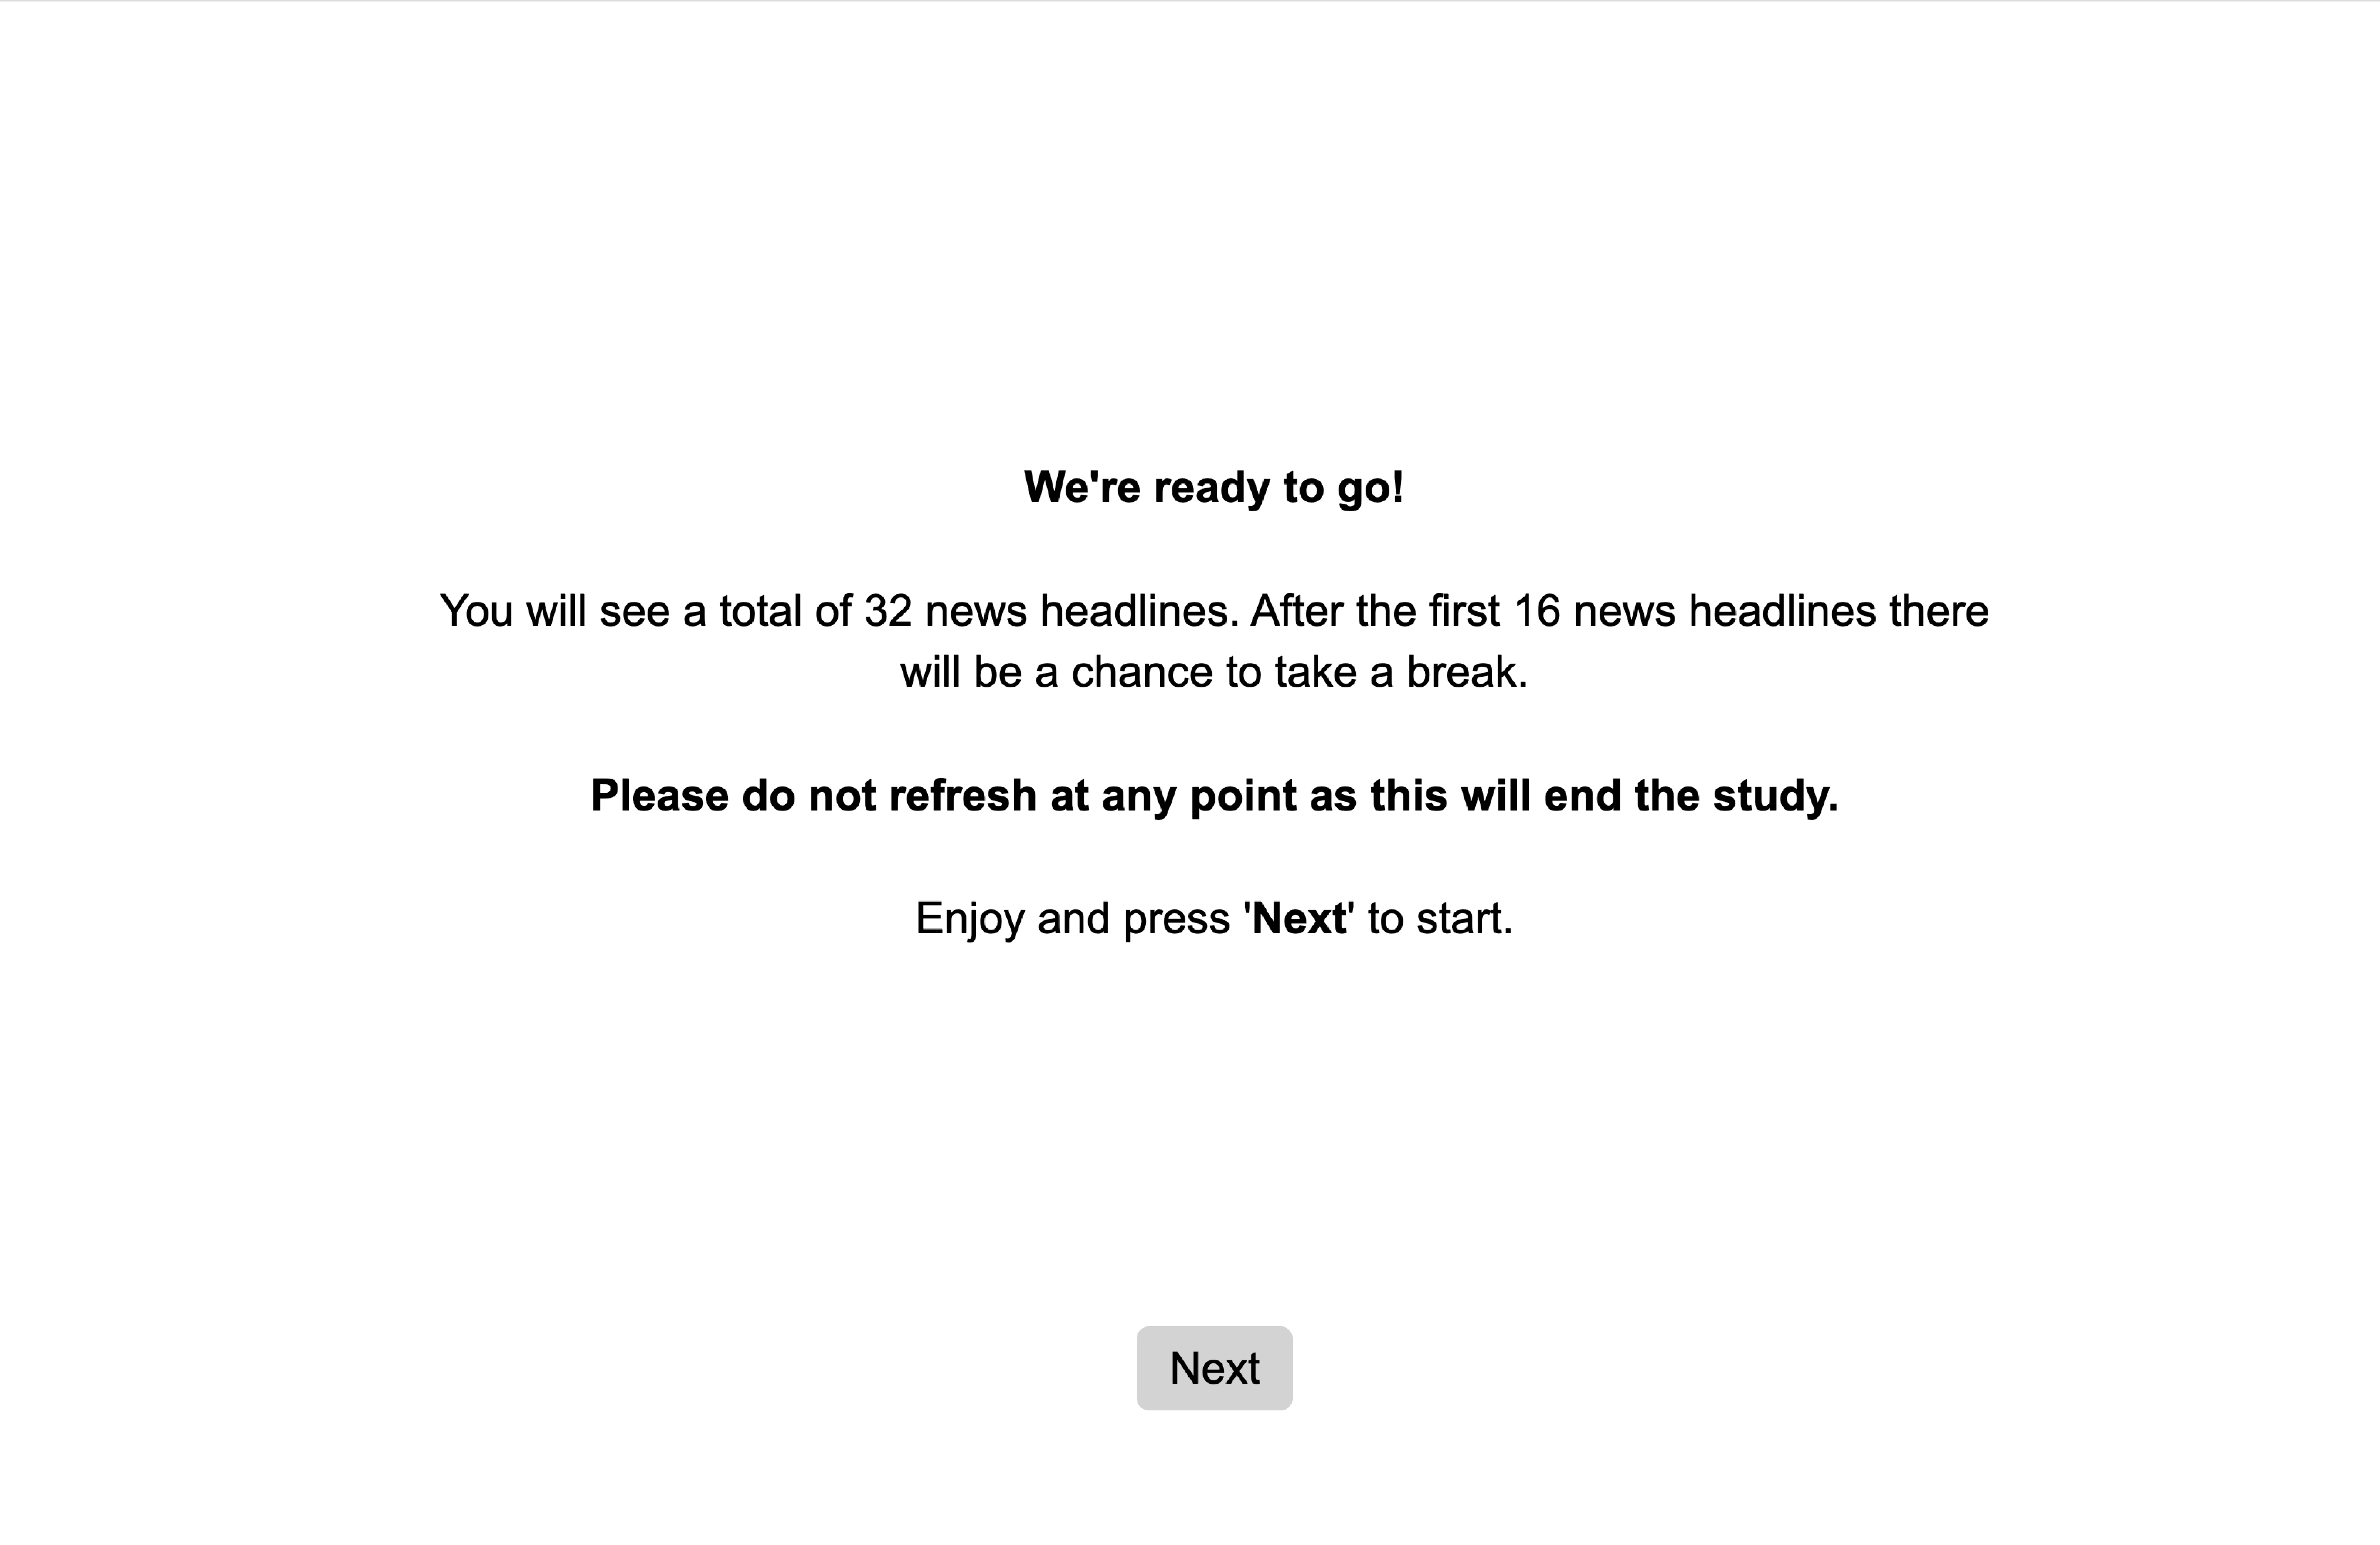 We're ready to go!
You will see a total of 32 news headlines. After the first 16 news headlines there
will be a chance to take a break.
Please do not refresh at any point as this will end the study.
Enjoy and press 'Next' to start.
Next